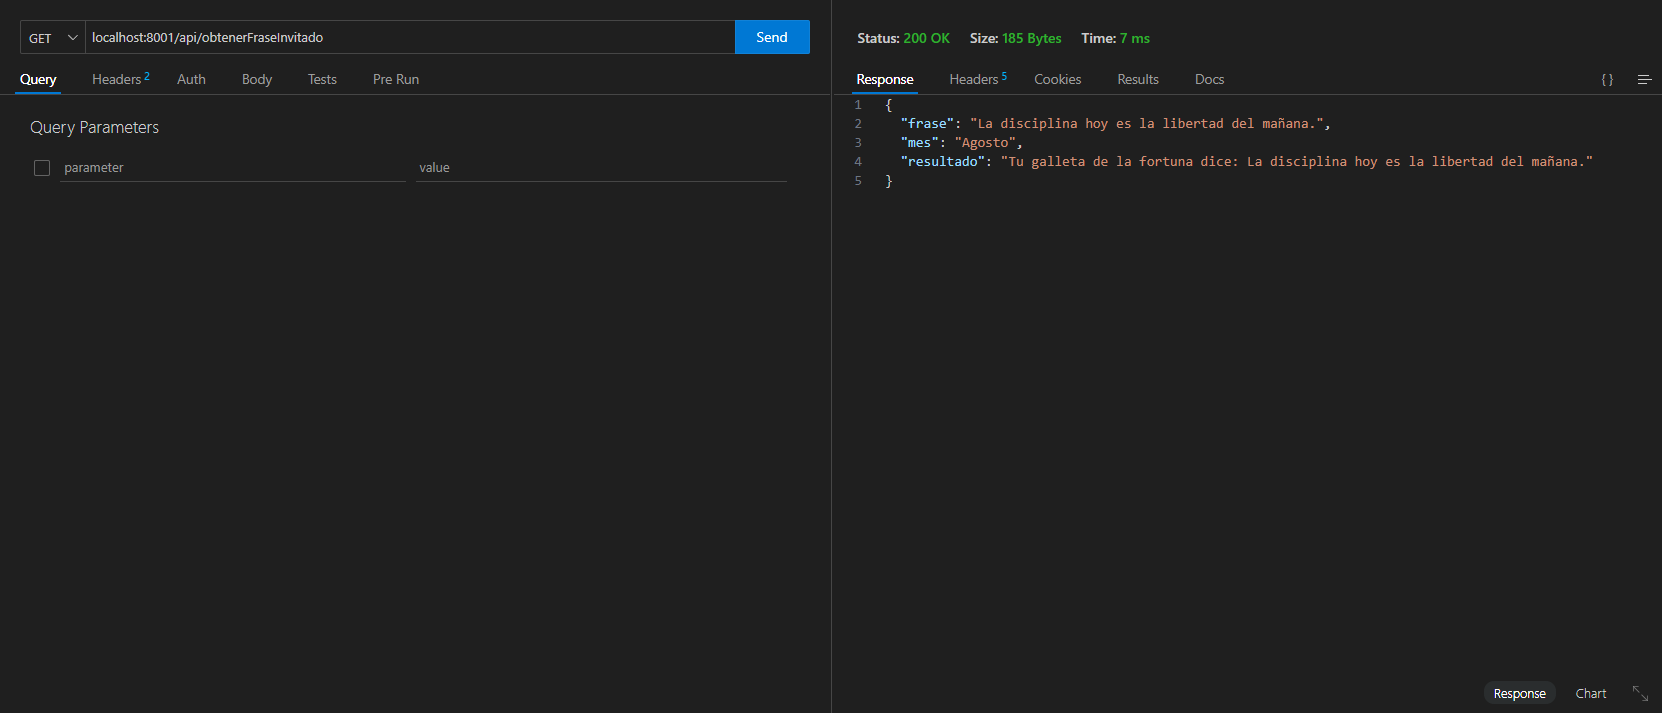 GET localhost:8001/api/obtenerFraseInvitado Send
Query Headers 2 Auth Body Tests Pre Run
Query Parameters
parameter value
Status: 200 OK Size: 185 Bytes Time: 7 ms
Response Headers 5 Cookies Results Docs { }
1 {
2 "frase": "La disciplina hoy es la libertad del mañana.",
3 "mes": "Agosto",
4 "resultado": "Tu galleta de la fortuna dice: La disciplina hoy es la libertad del mañana."
5 }
Response Chart